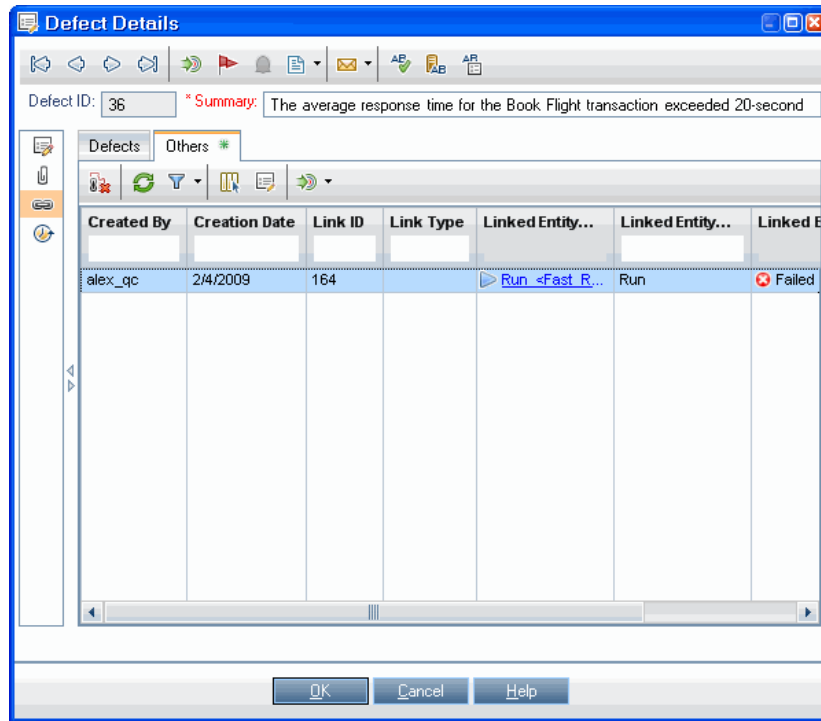 Defect Details
Defect ID: 36 * Summary: The average response time for the Book Flight transaction exceeded 20-second
Defects Others *
Created By Creation Date Link ID Link Type Linked Entity... Linked Entity... Linked E
alex_qc 2/4/2009 164 Run <Fast_R... Run Failed
OK Cancel Help